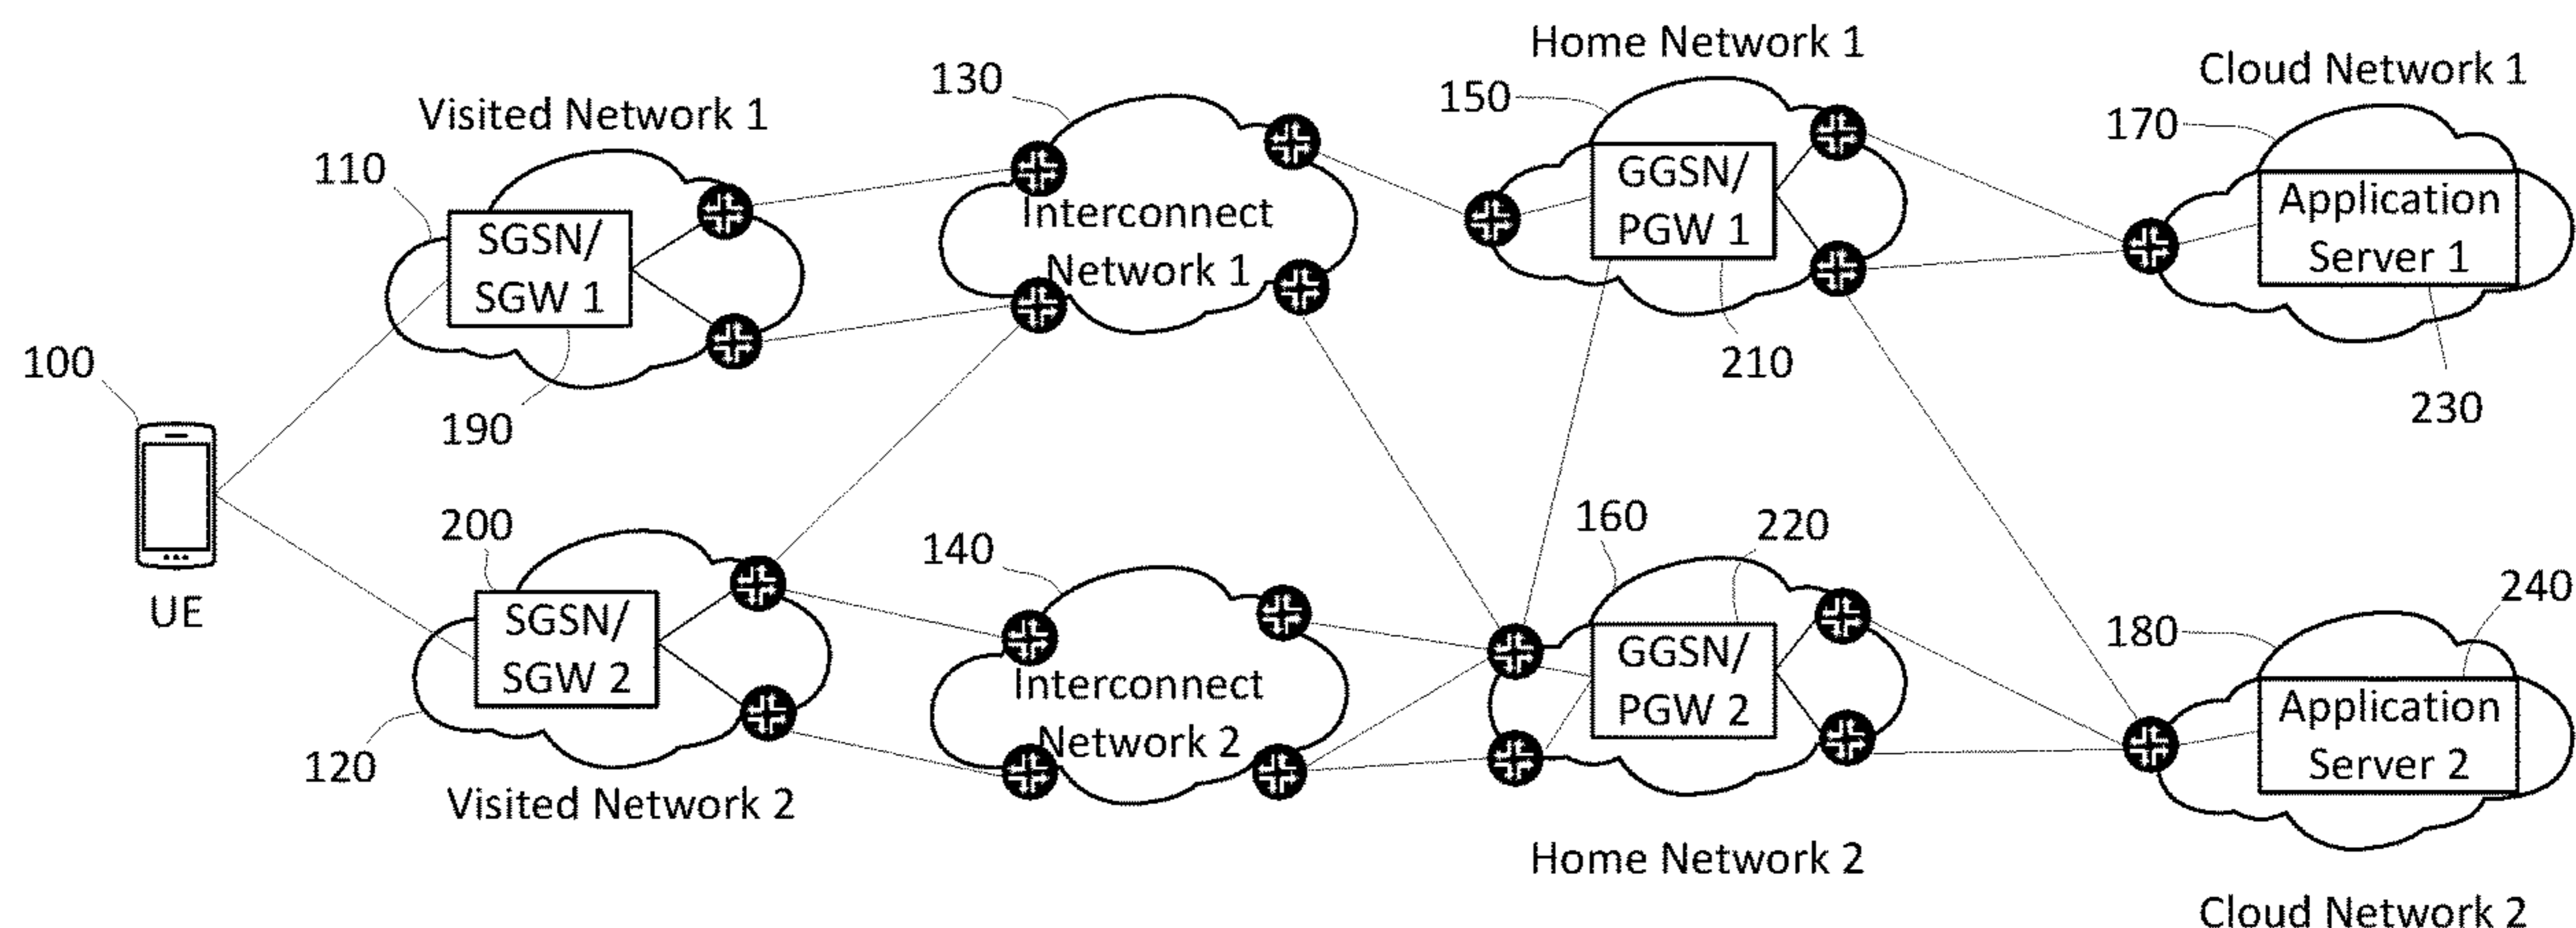 Home Network 1
Cloud Network 1
130
150
Visited Network 1
170
110
GGSN/
PGW 1
Application
Server 1
Interconnect
Network 1
SGSN/
SGW 1
100
210
230
190
UE
200
140
160
220
240
180
SGSN/
SGW 2
GGSN/
PGW 2
Interconnect
Network 2
Application
Server 2
120
Visited Network 2
Home Network 2
Cloud Network 2